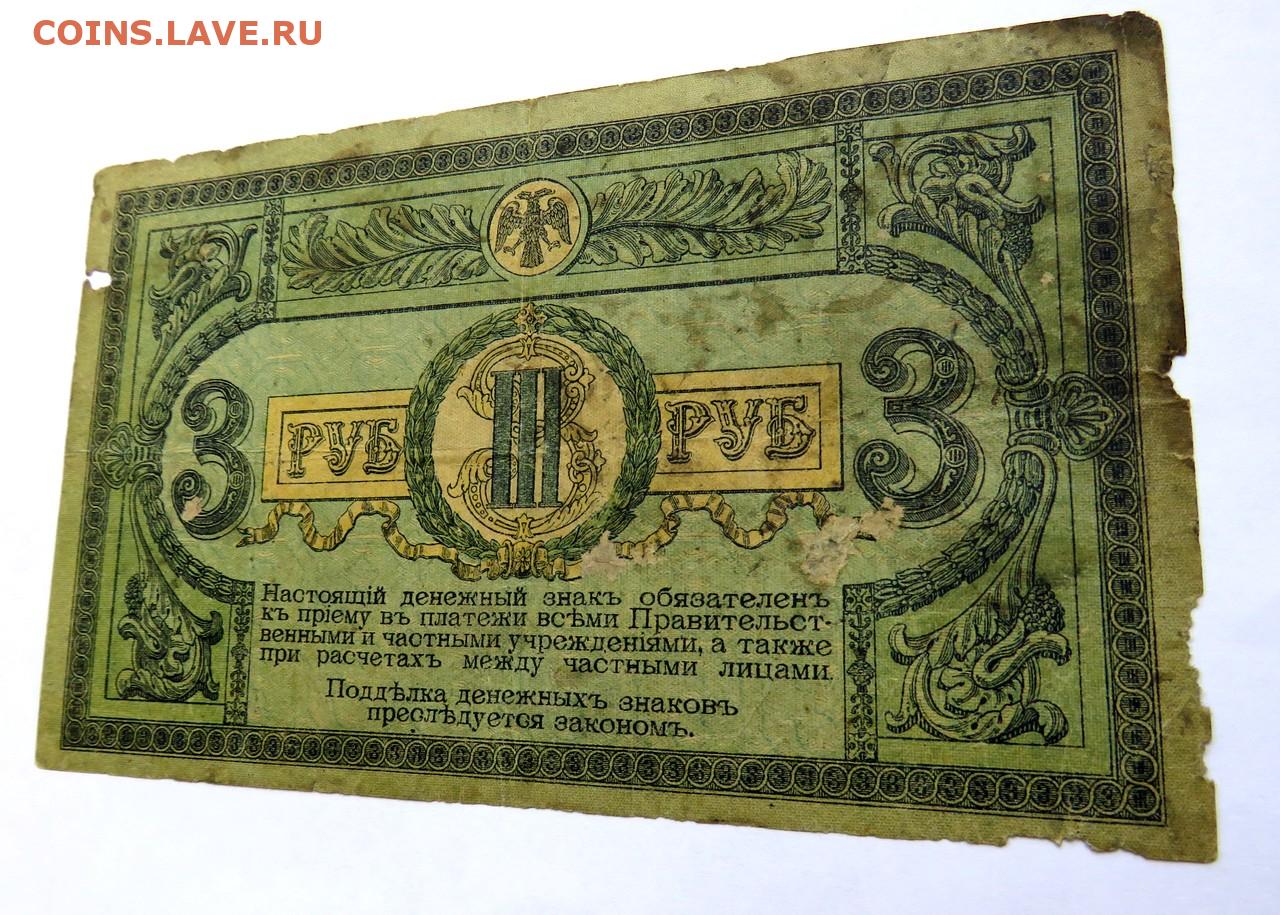 COINS.LAVE.RU
РУБ III РУБ
3 3 3
Настоящій денежный знакъ обязателенъ
къ пріему въ платежи всѣми Правительст-
венными и частными учрежденіями, а также
при расчетахъ между частными лицами.
Поддѣлка денежныхъ знаковъ
преслѣдуется закономъ.